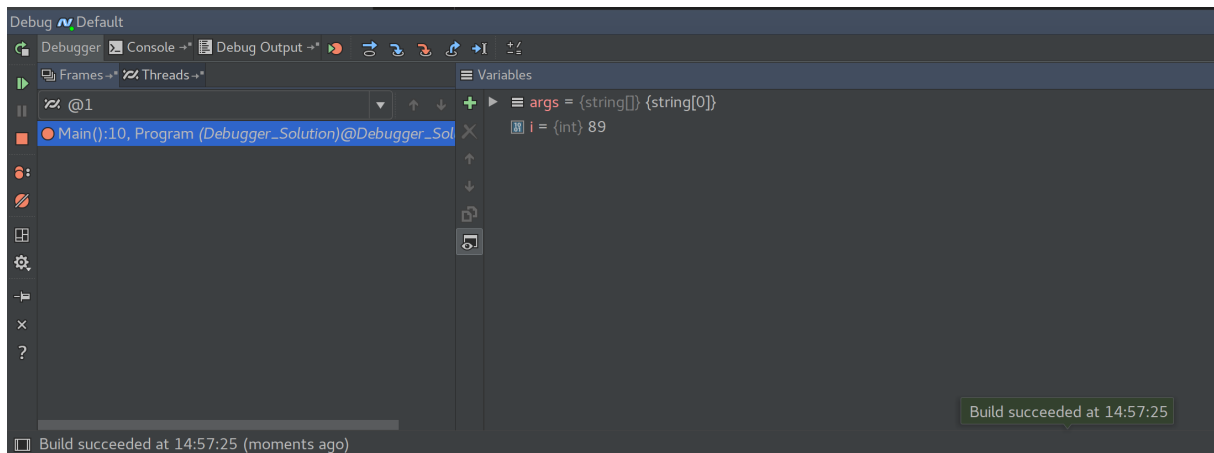 Debug Default
Debugger Console →* Debug Output →*
Frames →* Threads →*
Variables
@1
args = {string[]} {string[0]}
Main():10, Program (Debugger_Solution)@Debugger_Sol
i = {int} 89
?
Build succeeded at 14:57:25
Build succeeded at 14:57:25 (moments ago)